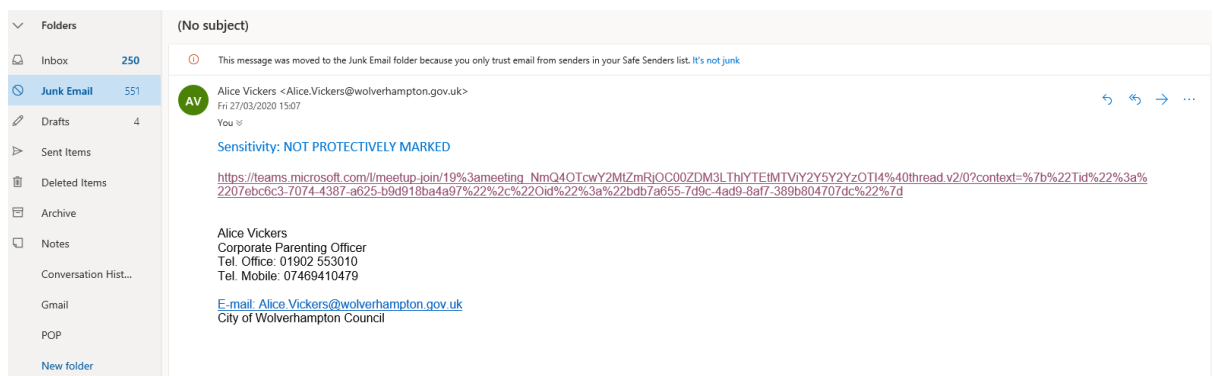 Folders
Inbox 250
Junk Email 551
Drafts 4
Sent Items
Deleted Items
Archive
Notes
Conversation Hist...
Gmail
POP
New folder
(No subject)
This message was moved to the Junk Email folder because you only trust email from senders in your Safe Senders list. It's not junk
AV
Alice Vickers <Alice.Vickers@wolverhampton.gov.uk>
Fri 27/03/2020 15:07
You
Sensitivity: NOT PROTECTIVELY MARKED
https://teams.microsoft.com/l/meetup-join/19%3ameeting_NmQ4OTcwY2MtZmRjOC00ZDM3LThlYTEtMTViY2Y5Y2YzOTI4%40thread.v2/0?context=%7b%22Tid%22%3a%
2207ebc6c3-7074-4387-a625-b9d918ba4a97%22%2c%22Oid%22%3a%22bdb7a655-7d9c-4ad9-8af7-389b804707dc%22%7d
Alice Vickers
Corporate Parenting Officer
Tel. Office: 01902 553010
Tel. Mobile: 07469410479
E-mail: Alice.Vickers@wolverhampton.gov.uk
City of Wolverhampton Council